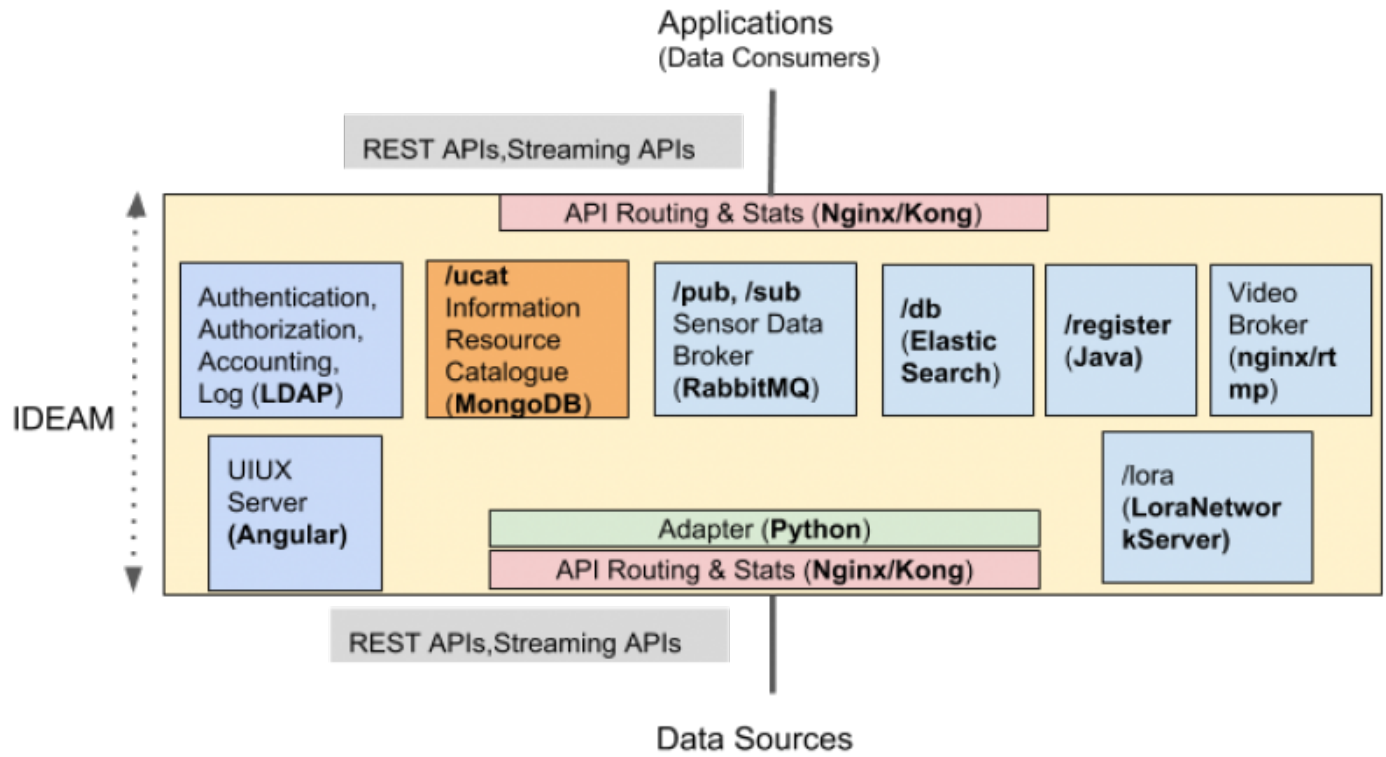 Applications
(Data Consumers)
REST APIs,Streaming APIs
API Routing & Stats (Nginx/Kong)
Authentication,
Authorization,
Accounting,
Log (LDAP)
/ucat
Information
Resource
Catalogue
(MongoDB)
/pub, /sub
Sensor Data
Broker
(RabbitMQ)
/db
(Elastic
Search)
/register
(Java)
Video
Broker
(nginx/rt
mp)
IDEAM
UIUX
Server
(Angular)
Adapter (Python)
API Routing & Stats (Nginx/Kong)
/lora
(LoraNetwor
kServer)
REST APIs,Streaming APIs
Data Sources